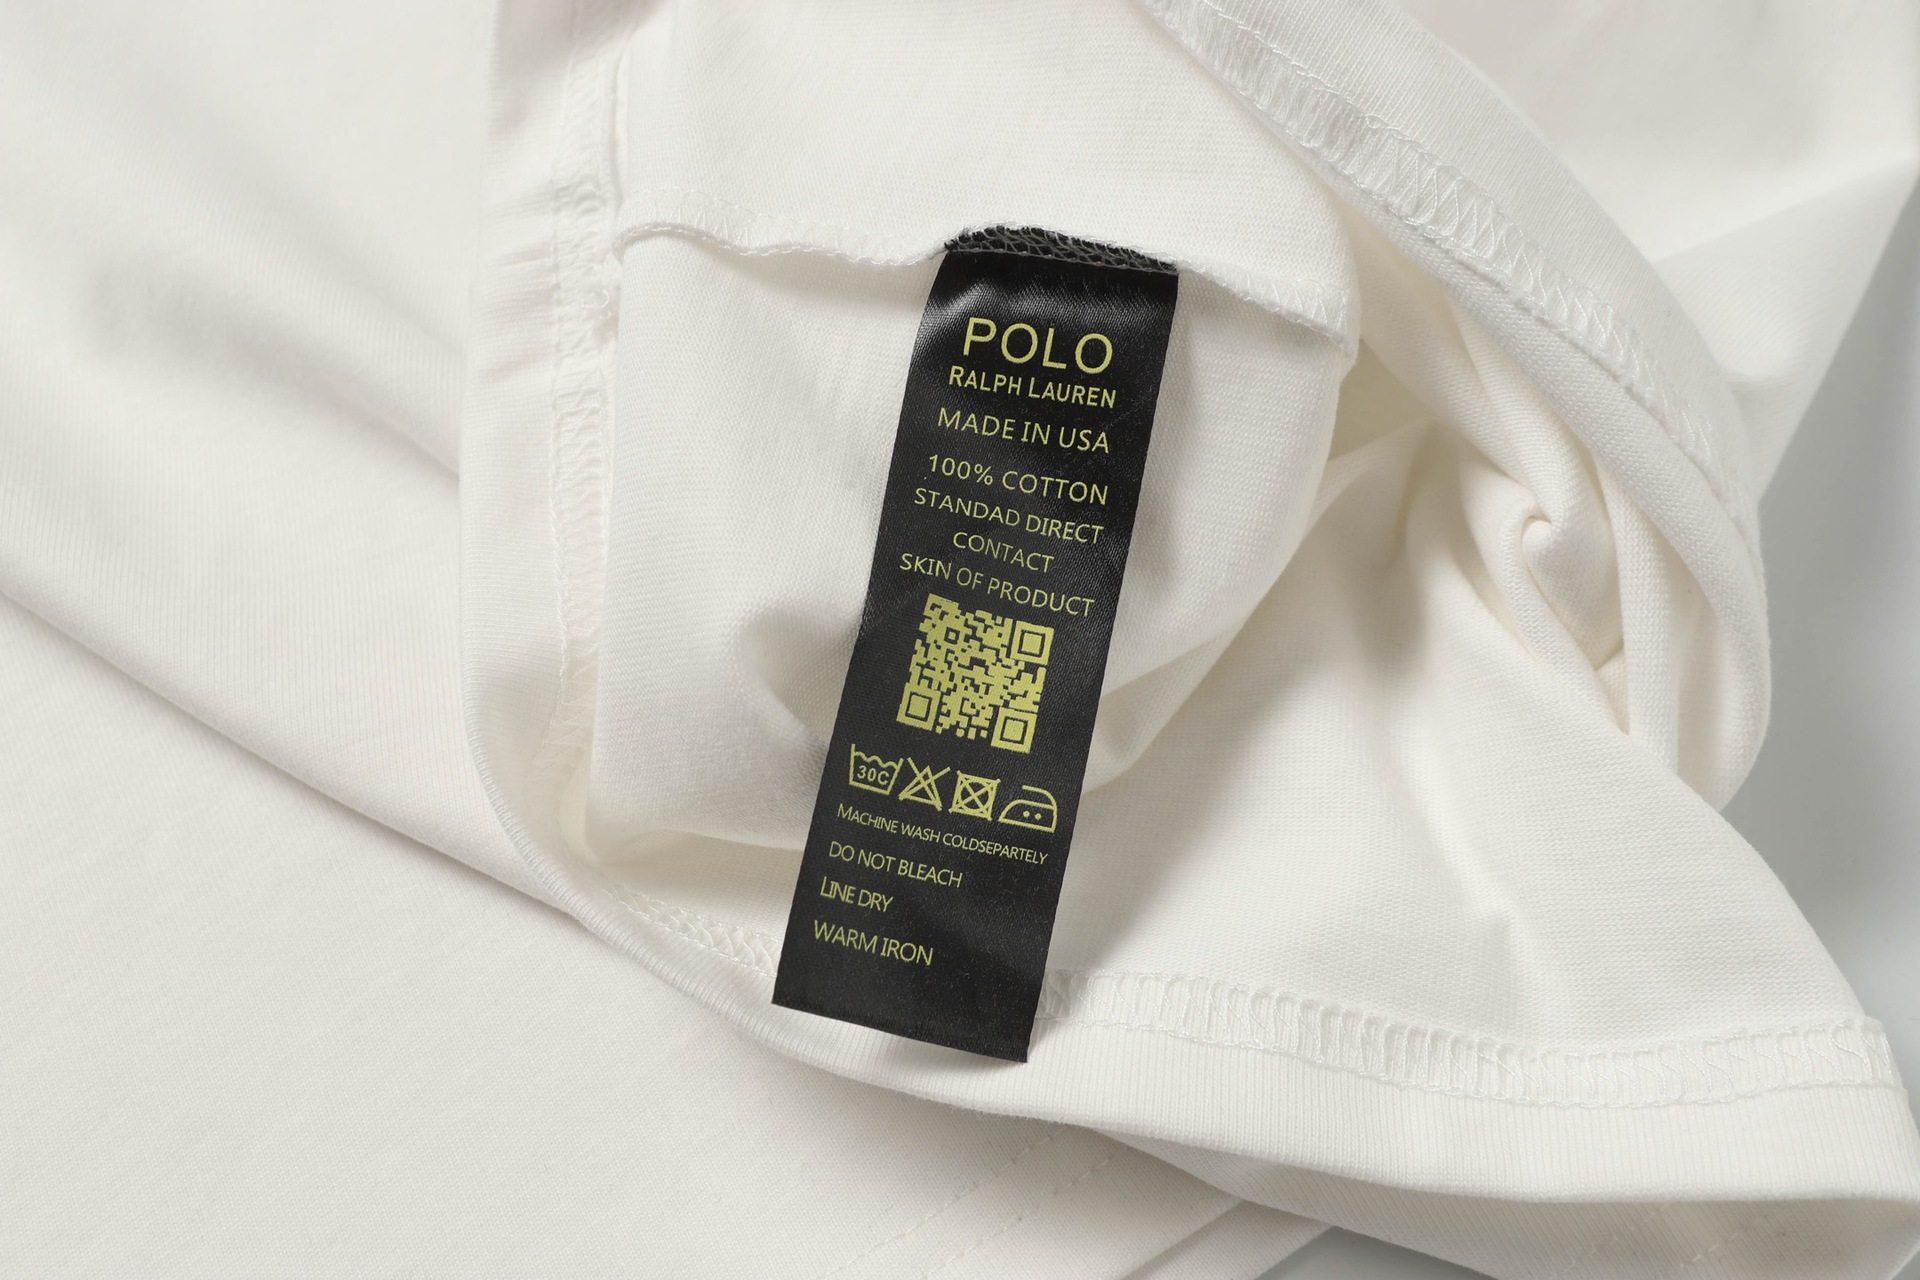 POLO
RALPH LAUREN
MADE IN USA
100% COTTON
STANDAD DIRECT
CONTACT
SKIN OF PRODUCT
30C
MACHINE WASH COLDSEPARTELY
DO NOT BLEACH
LINE DRY
WARM IRON